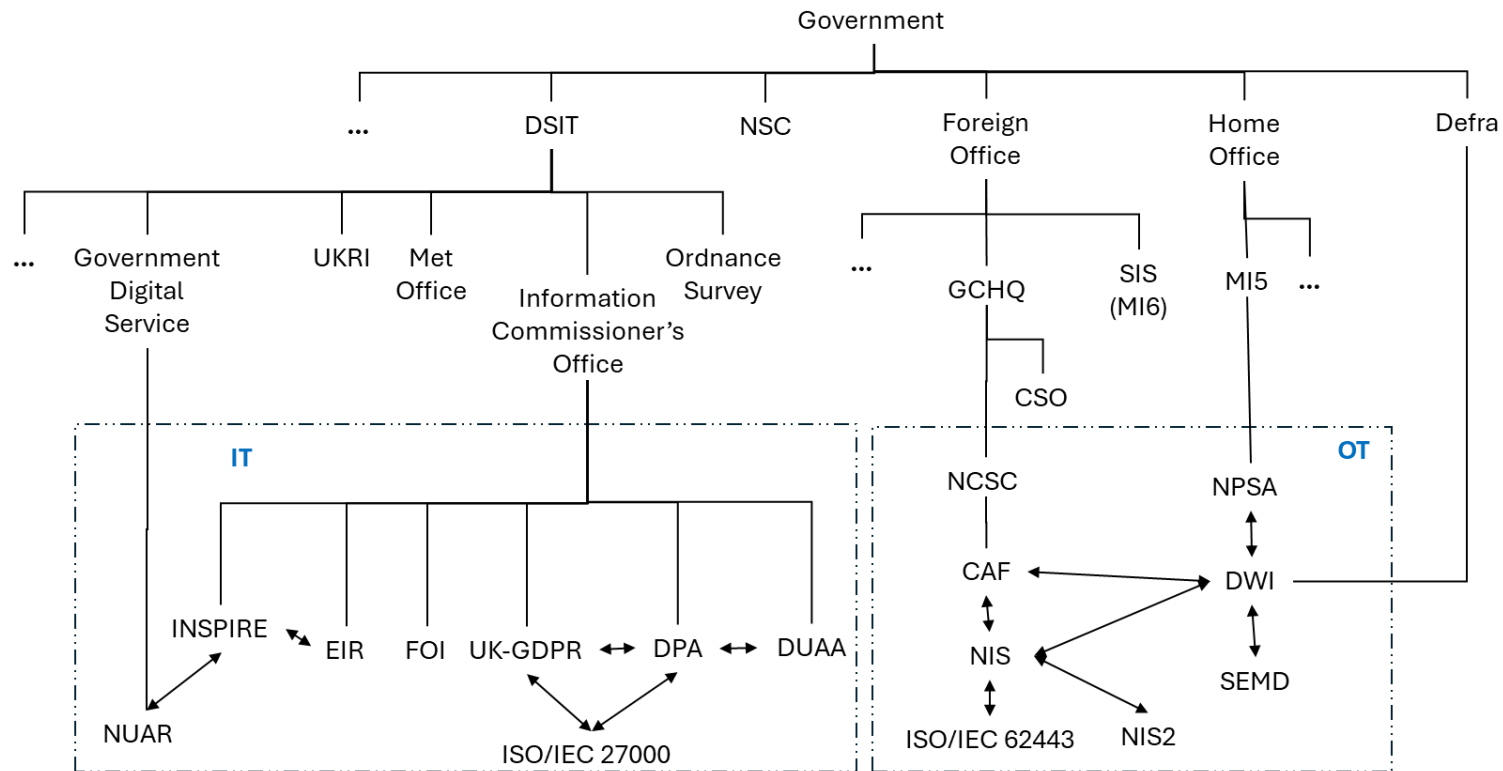 Government
...
DSIT
NSC
Foreign
Office
Home
Office
Defra
...
Government
Digital
Service
UKRI
Met
Office
Information
Commissioner’s
Office
Ordnance
Survey
...
GCHQ
SIS
(MI6)
MI5
...
CSO
IT
OT
NCSC
NPSA
CAF
DWI
INSPIRE
EIR
FOI
UK-GDPR
DPA
DUAA
NIS
SEMD
NUAR
ISO/IEC 27000
ISO/IEC 62443
NIS2